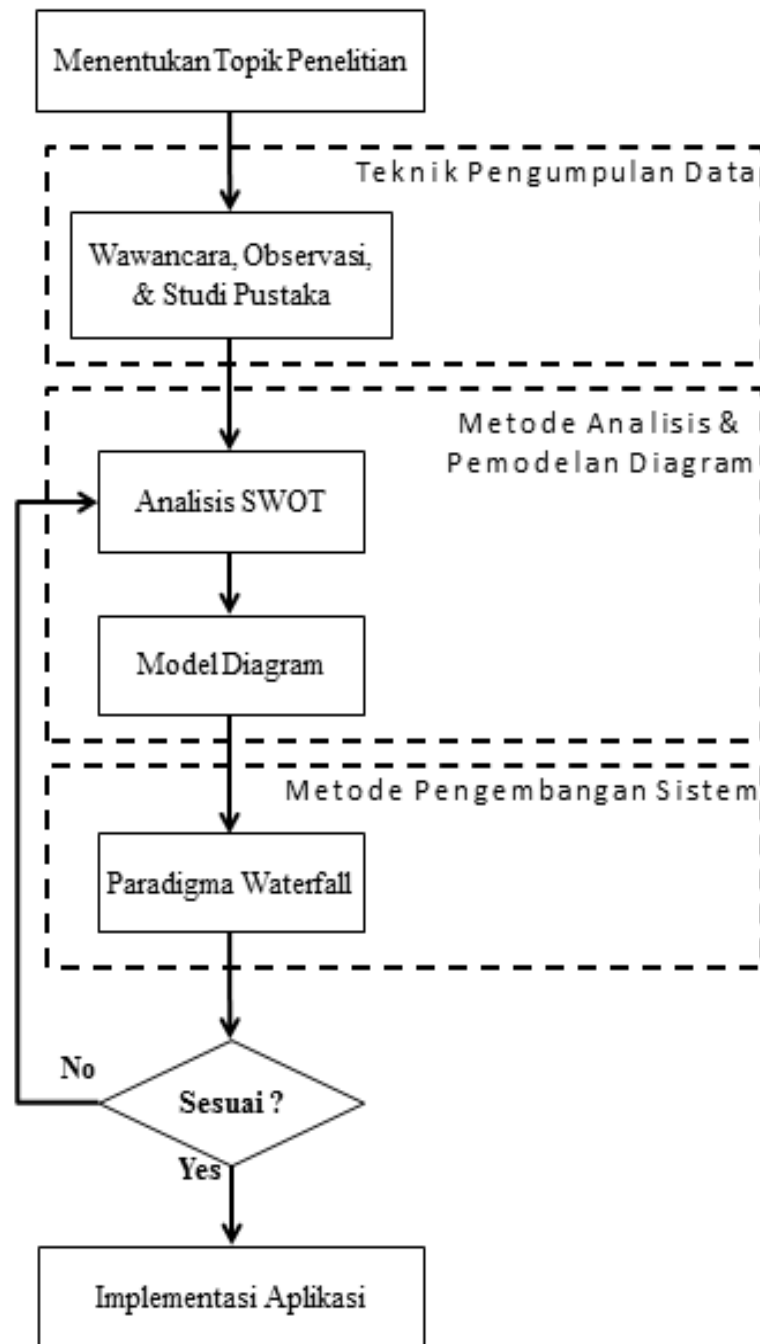 Menentukan Topik Penelitian
Teknik Pengumpulan Data
Wawancara, Observasi,
& Studi Pustaka
Metode Analisis &
Pemodelan Diagram
Analisis SWOT
Model Diagram
Metode Pengembangan Sistem
Paradigma Waterfall
No
Sesuai ?
Yes
Implementasi Aplikasi